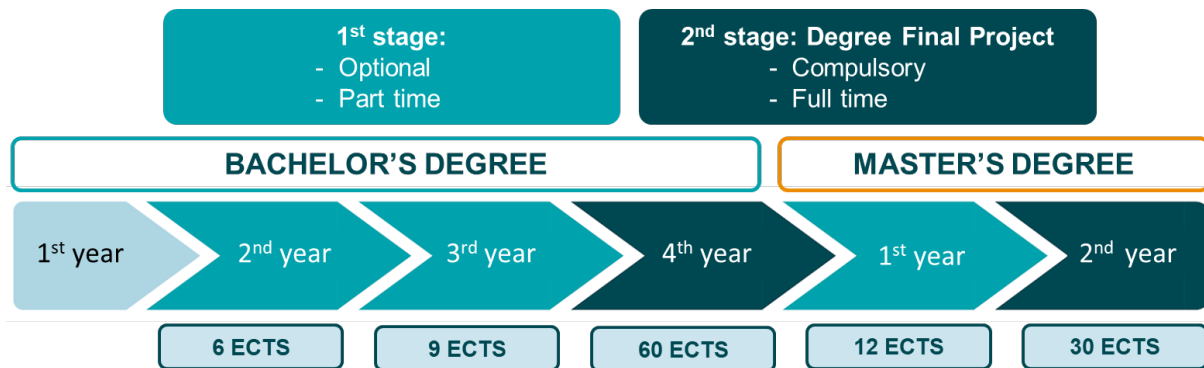 1st stage:
- Optional
- Part time
2nd stage: Degree Final Project
- Compulsory
- Full time
BACHELOR’S DEGREE
MASTER’S DEGREE
1st year
2nd year
3rd year
4th year
1st year
2nd year
6 ECTS
9 ECTS
60 ECTS
12 ECTS
30 ECTS